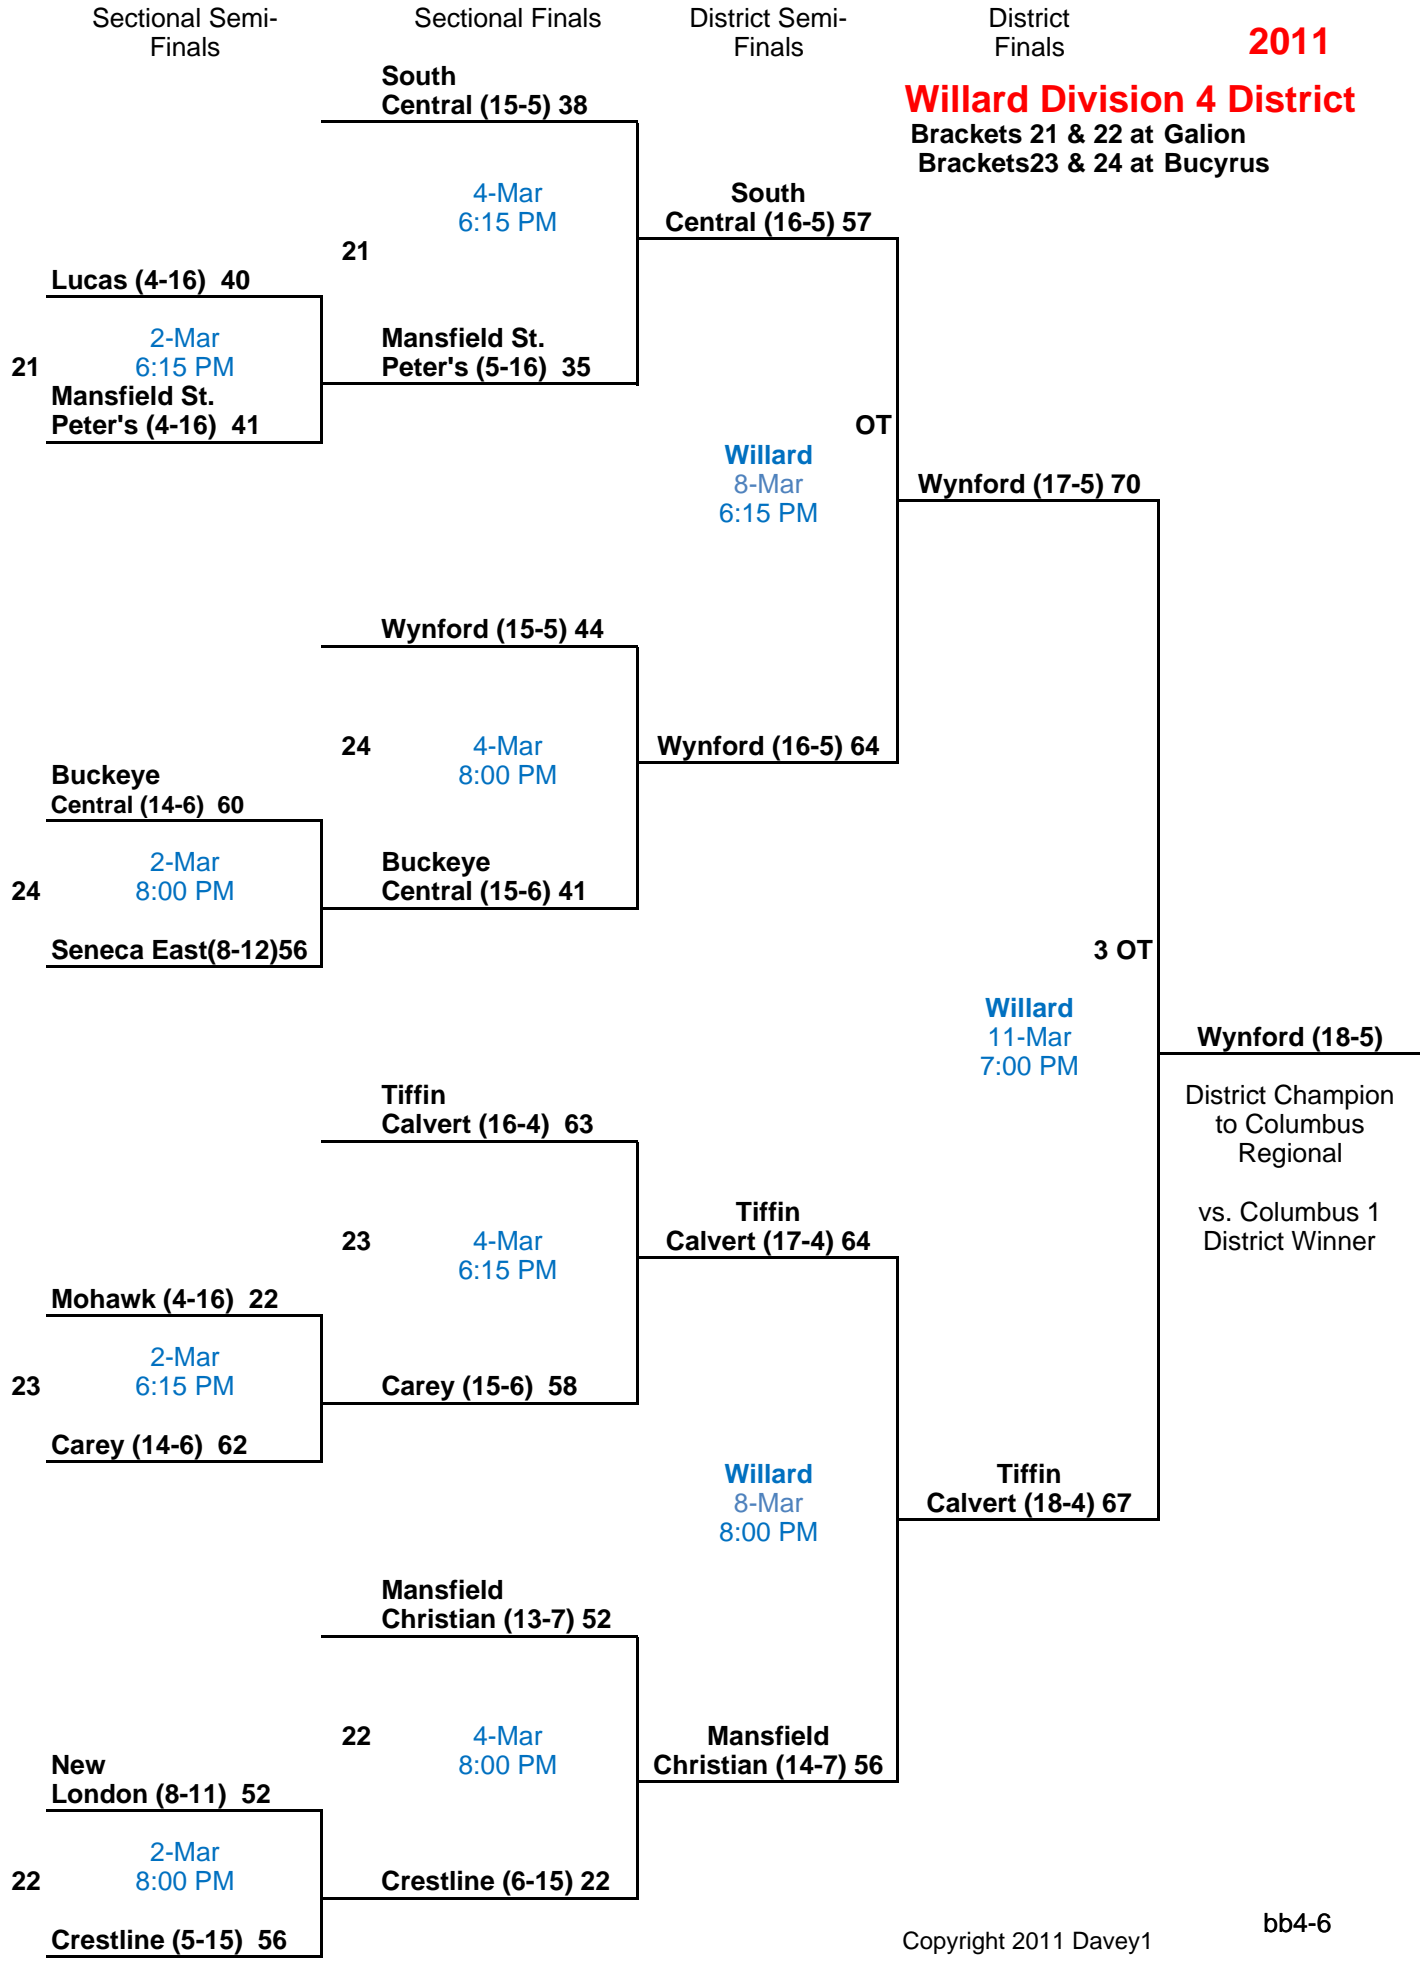 Sectional Semi-
Finals
Sectional Finals
District Semi-
Finals
District
Finals
2011
Willard Division 4 District
Brackets 21 & 22 at Galion
Brackets23 & 24 at Bucyrus
South
Central (15-5) 38
4-Mar
6:15 PM
21
South
Central (16-5) 57
Lucas (4-16) 40
2-Mar
21 6:15 PM
Mansfield St.
Peter's (4-16) 41
Mansfield St.
Peter's (5-16) 35
OT
Willard
8-Mar
6:15 PM
Wynford (17-5) 70
Wynford (15-5) 44
24 4-Mar
8:00 PM
Wynford (16-5) 64
Buckeye
Central (14-6) 60
2-Mar
24 8:00 PM
Seneca East(8-12)56
Buckeye
Central (15-6) 41
3 OT
Willard
11-Mar
7:00 PM
Wynford (18-5)
District Champion
to Columbus
Regional
vs. Columbus 1
District Winner
Tiffin
Calvert (16-4) 63
23 4-Mar
6:15 PM
Tiffin
Calvert (17-4) 64
Mohawk (4-16) 22
2-Mar
23 6:15 PM
Carey (14-6) 62
Carey (15-6) 58
Willard
8-Mar
8:00 PM
Tiffin
Calvert (18-4) 67
Mansfield
Christian (13-7) 52
22 4-Mar
8:00 PM
Mansfield
Christian (14-7) 56
New
London (8-11) 52
2-Mar
22 8:00 PM
Crestline (5-15) 56
Crestline (6-15) 22
Copyright 2011 Davey1
bb4-6